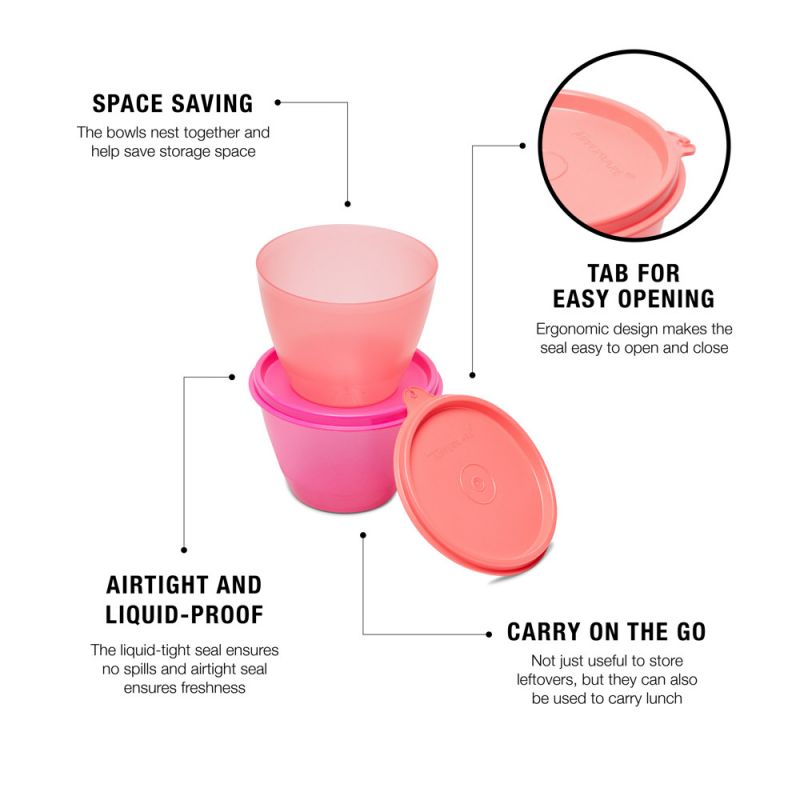 SPACE SAVING
The bowls nest together and
help save storage space
TAB FOR
EASY OPENING
Ergonomic design makes the
seal easy to open and close
AIRTIGHT AND
LIQUID-PROOF
The liquid-tight seal ensures
no spills and airtight seal
ensures freshness
CARRY ON THE GO
Not just useful to store
leftovers, but they can also
be used to carry lunch